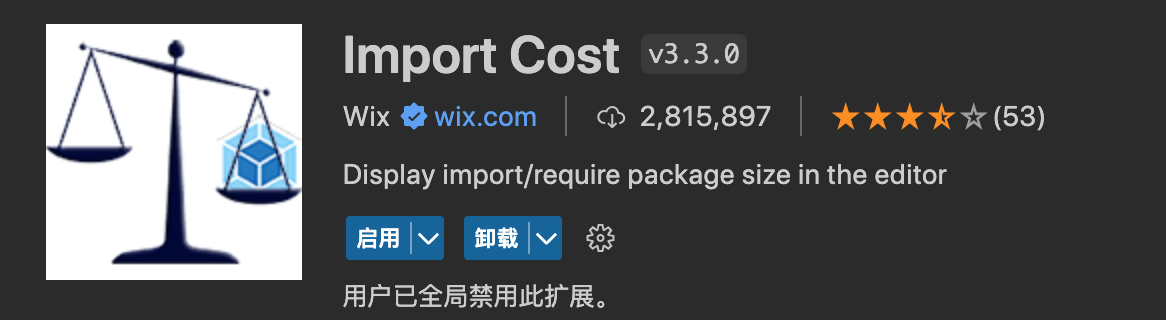 Import Cost v3.3.0
Wix wix.com 2,815,897 (53)
Display import/require package size in the editor
启用 卸载
用户已全局禁用此扩展。